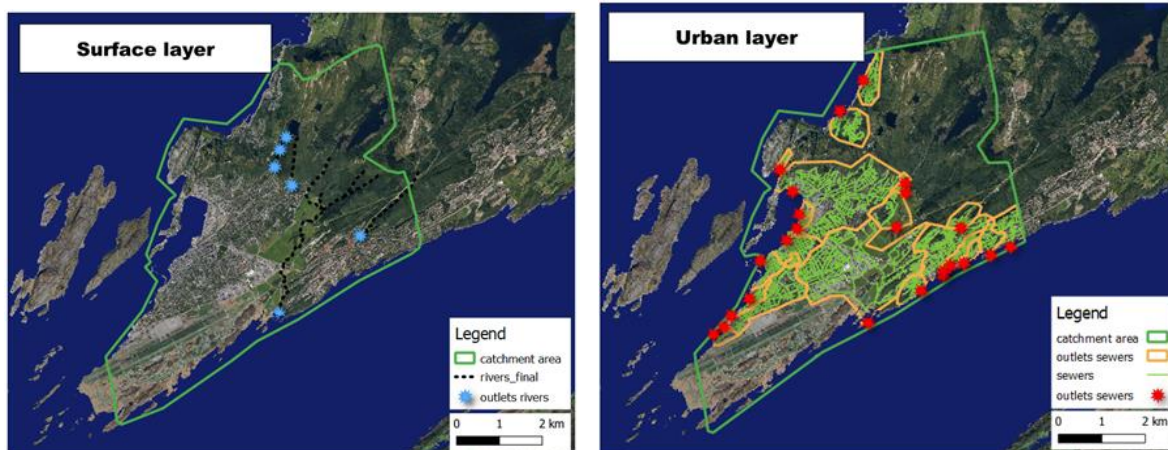 Surface layer
Legend
catchment area
rivers_final
outlets rivers
0 1 2 km
Urban layer
Legend
catchment area
outlets sewers
sewers
outlets sewers
0 1 2 km